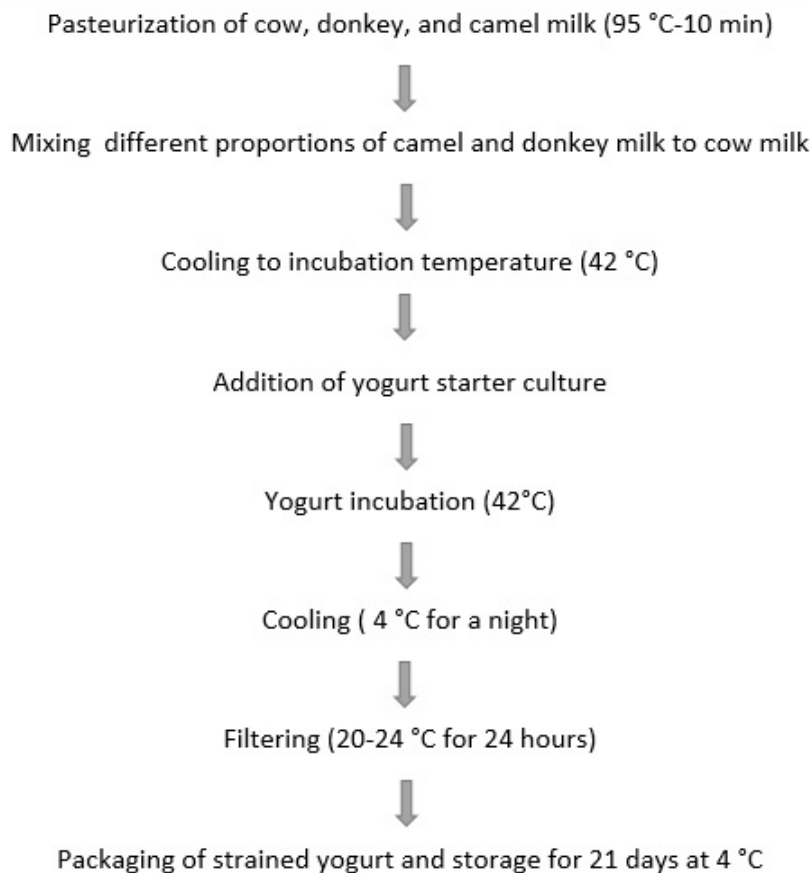 Pasteurization of cow, donkey, and camel milk (95 °C-10 min)
Mixing  different proportions of camel and donkey milk to cow milk
Cooling to incubation temperature (42 °C)
Addition of yogurt starter culture
Yogurt incubation (42°C)
Cooling ( 4 °C for a night)
Filtering (20-24 °C for 24 hours)
Packaging of strained yogurt and storage for 21 days at 4 °C